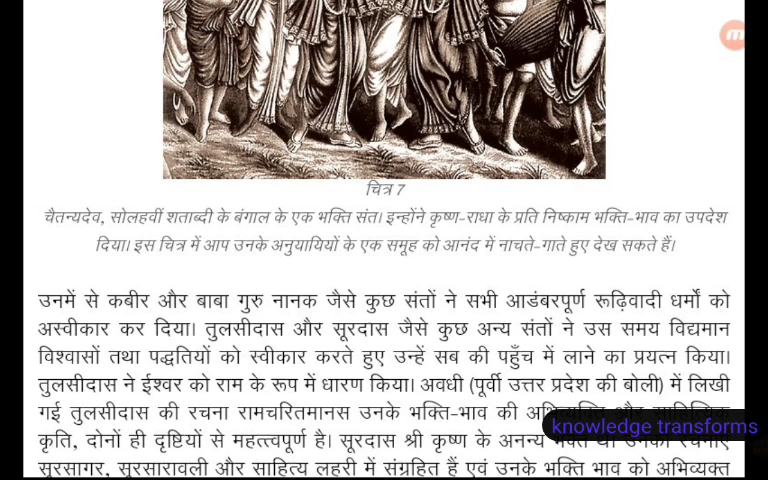 चित्र 7
चैतन्यदेव, सोलहवीं शताब्दी के बंगाल के एक भक्ति संत। इन्होंने कृष्ण-राधा के प्रति निष्काम भक्ति-भाव का उपदेश
दिया। इस चित्र में आप उनके अनुयायियों के एक समूह को आनंद में नाचते-गाते हुए देख सकते हैं।
उनमें से कबीर और बाबा गुरु नानक जैसे कुछ संतों ने सभी आडंबरपूर्ण रूढ़िवादी धर्मों को
अस्वीकार कर दिया। तुलसीदास और सूरदास जैसे कुछ अन्य संतों ने उस समय विद्यमान
विश्वासों तथा पद्धतियों को स्वीकार करते हुए उन्हें सब की पहुँच में लाने का प्रयत्न किया।
तुलसीदास ने ईश्वर को राम के रूप में धारण किया। अवधी (पूर्वी उत्तर प्रदेश की बोली) में लिखी
गई तुलसीदास की रचना रामचरितमानस उनके भक्ति-भाव की
कृति, दोनों ही दृष्टियों से महत्त्वपूर्ण है। सूरदास श्री कृष्ण के अनन्य
knowledge transforms
सूरसागर, सूरसारावली और साहित्य लहरी में संग्रहित हैं एवं उनके भक्ति भाव को अभिव्यक्त